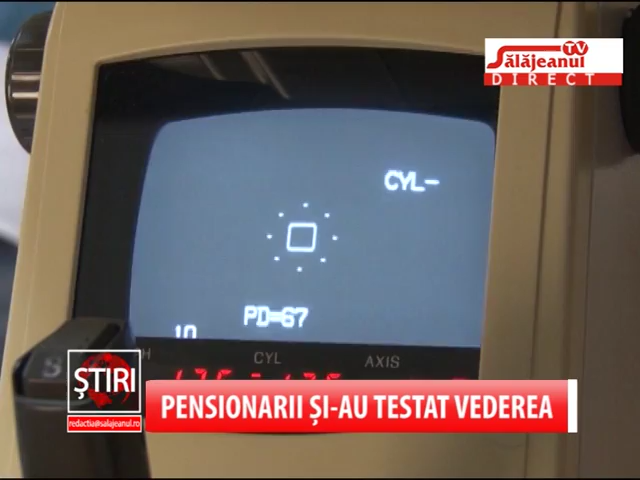 Sălăjeanul TV
DIRECT
CYL-
PD=67
10
CYL
AXIS
S
ȘTIRI
redactia@salajeanul.ro
PENSIONARII ȘI-AU TESTAT VEDEREA